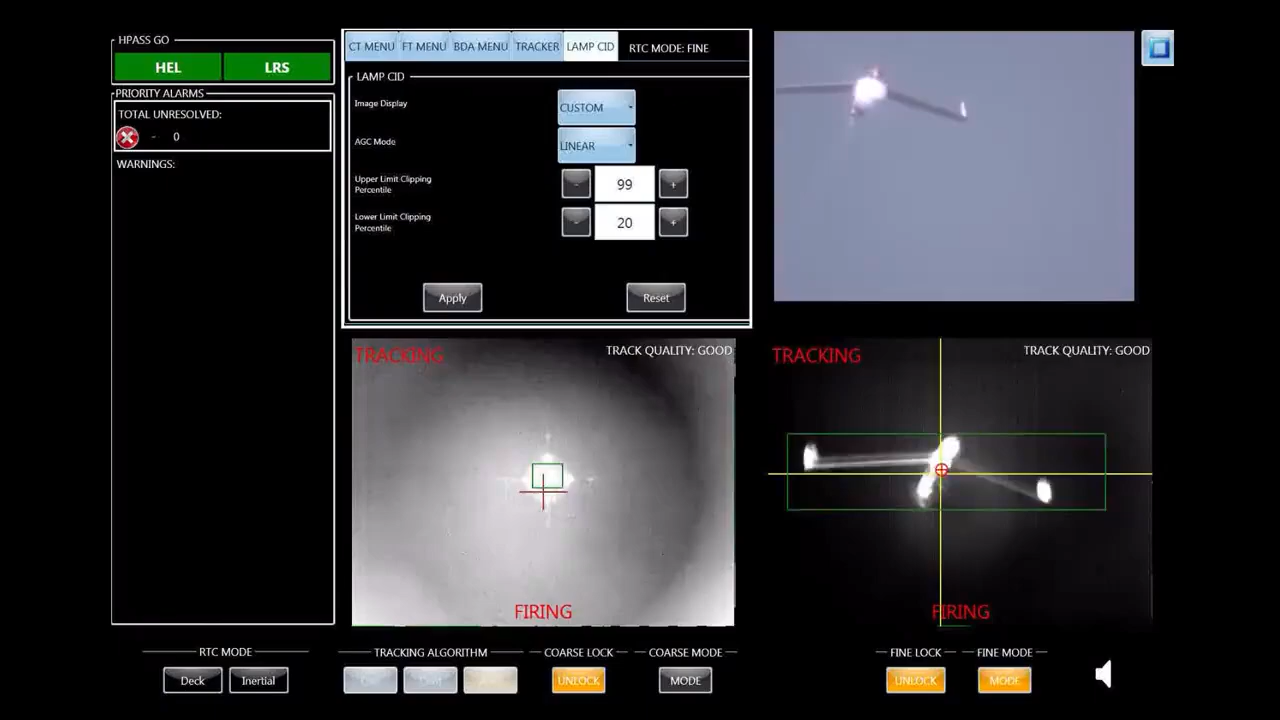 HPASS GO
HEL
LRS
PRIORITY ALARMS
TOTAL UNRESOLVED:
- 0
WARNINGS:
CT MENU
FT MENU
BDA MENU
TRACKER
LAMP CID
RTC MODE: FINE
LAMP CID
Image Display
CUSTOM
AGC Mode
LINEAR
Upper Limit Clipping
Percentile
- 99 +
Lower Limit Clipping
Percentile
- 20 +
Apply
Reset
TRACKING
TRACK QUALITY: GOOD
FIRING
TRACKING
TRACK QUALITY: GOOD
FIRING
RTC MODE
Deck
Inertial
TRACKING ALGORITHM
COARSE LOCK
UNLOCK
COARSE MODE
MODE
FINE LOCK
UNLOCK
FINE MODE
MODE